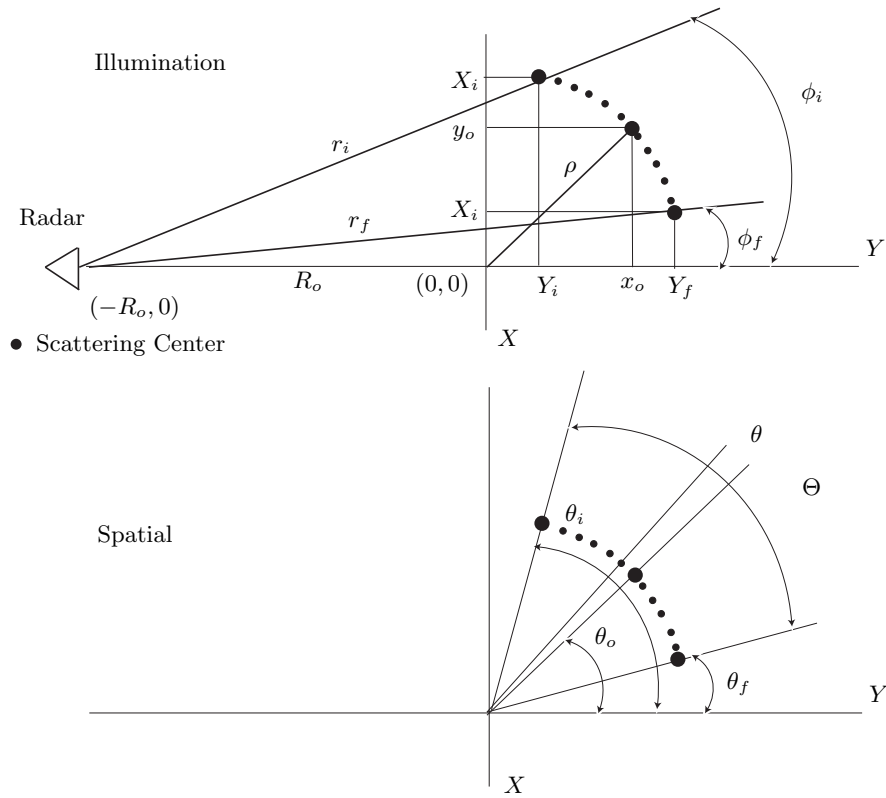 Illumination
X_i
ϕ_i
y_o
r_i
ρ
Radar
X_i
r_f
ϕ_f
Y
R_o
(0, 0)
Y_i
x_o
Y_f
(−R_o, 0)
X
• Scattering Center
θ
Θ
θ_i
Spatial
θ_o
θ_f
Y
X